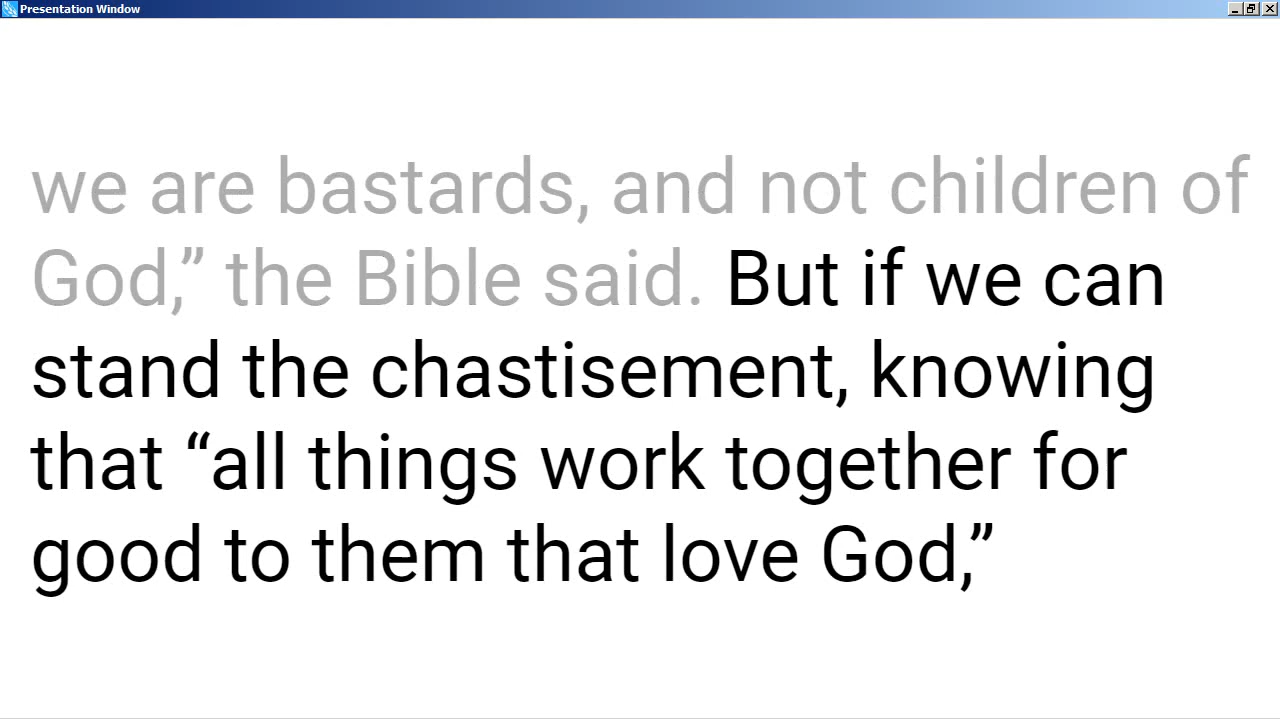 Presentation Window
we are bastards, and not children of
God,” the Bible said. But if we can
stand the chastisement, knowing
that “all things work together for
good to them that love God,”